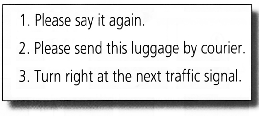 1. Please say it again.
2. Please send this luggage by courier.
3. Turn right at the next traffic signal.